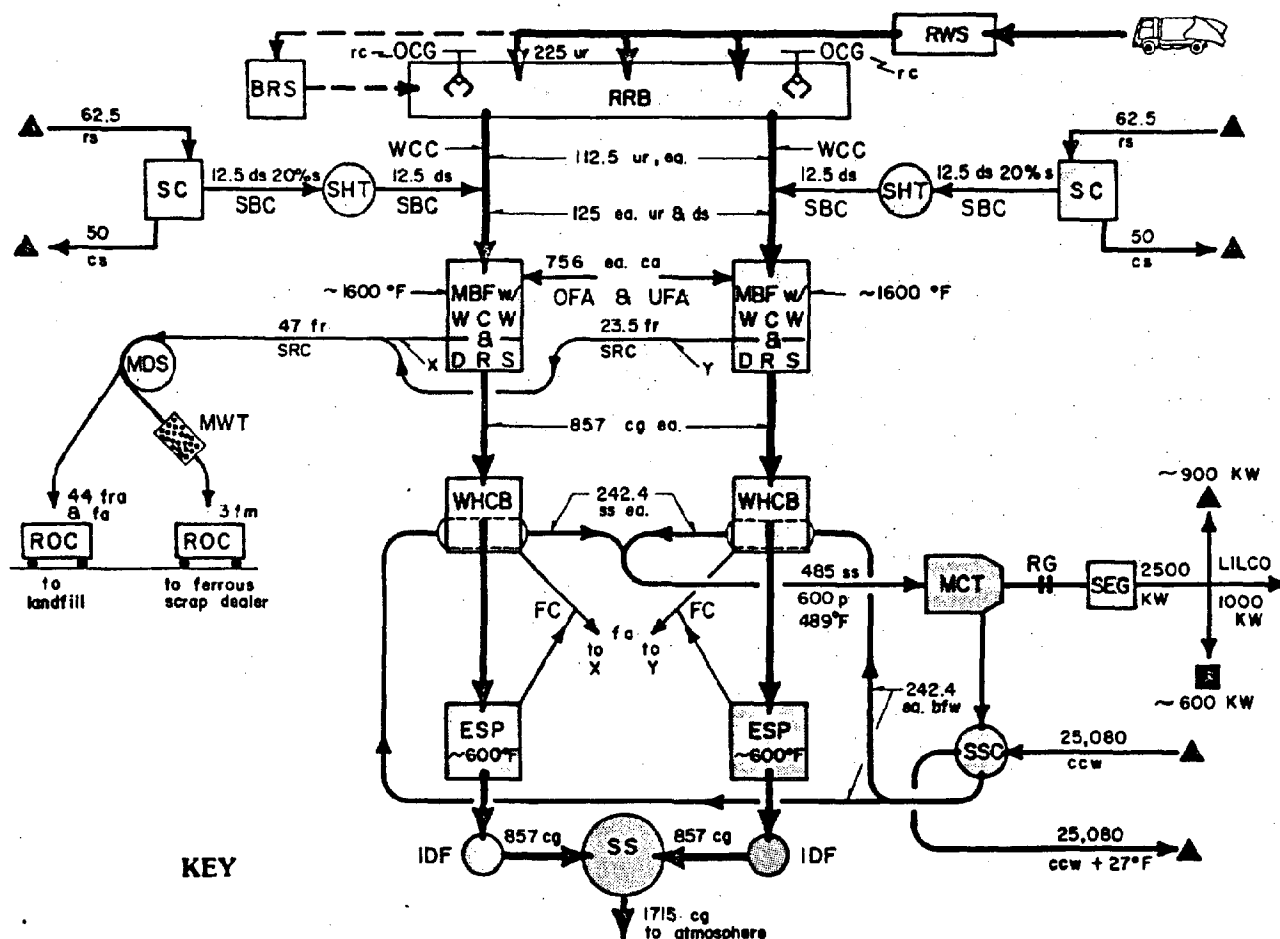 RWS
rc
OCG
225 ur
OCG
rc
BRS
RRB
62.5
rs
62.5
rs
WCC
112.5 ur, ea.
WCC
SC
12.5 ds 20% s
SBC
SHT
12.5 ds
SBC
12.5 ds
SBC
SHT
12.5 ds 20% s
SBC
SC
125 ea. ur & ds
50
cs
50
cs
756 ea. ca
OFA & UFA
~1600 °F
MBF w/
W C W
&
D R S
MBF w/
W C W
&
D R S
~1600 °F
47 fr
SRC
X
23.5 fr
SRC
Y
MDS
MWT
857 cg ea.
44 fra
& fa
3 fm
ROC
ROC
to
landfill
to ferrous
scrap dealer
WHCB
242.4
ss ea.
WHCB
~900 KW
485 ss
600 p
489°F
MCT
RG
SEG
2500
KW
LILCO
1000
KW
~600 KW
FC
fa
to
X
to
Y
FC
242.4
ea. bfw
ESP
~600°F
ESP
~600°F
SSC
25,080
ccw
IDF
857 cg
SS
857 cg
IDF
25,080
ccw + 27°F
KEY
1715 cg
to atmosphere